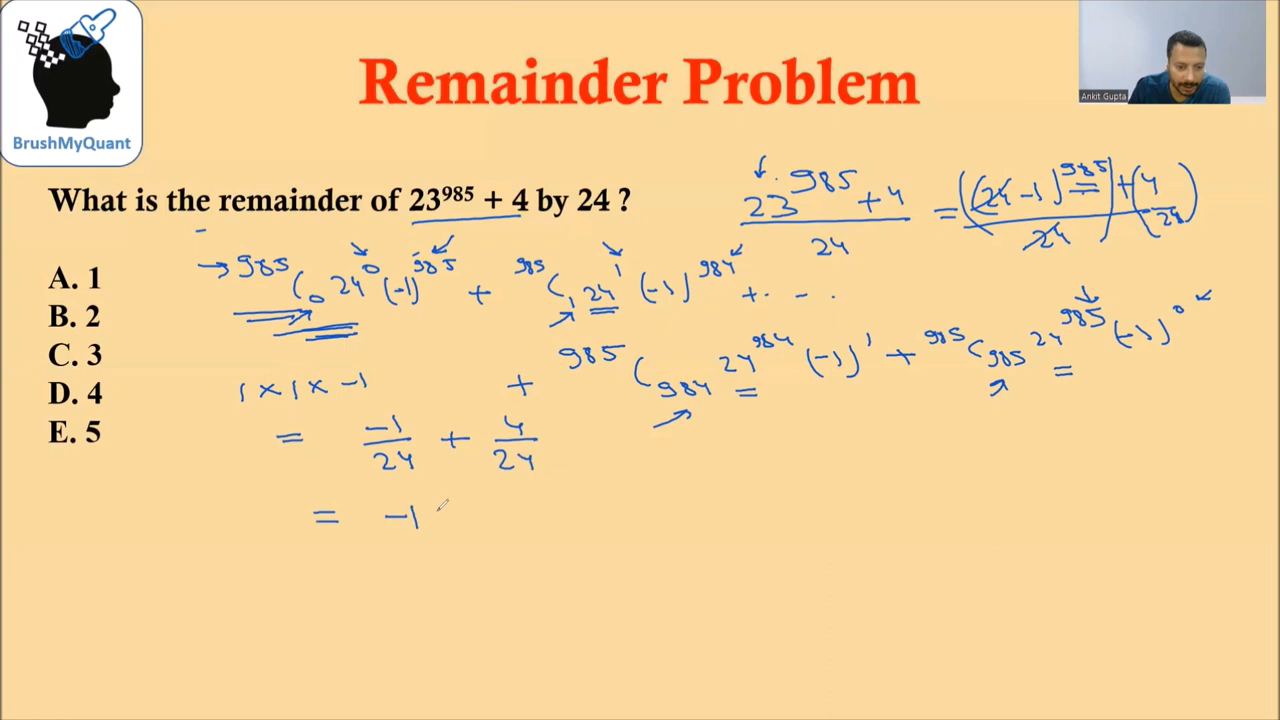 Remainder Problem
BrushMyQuant
Ankit Gupta
What is the remainder of 23⁹⁸⁵ + 4 by 24 ?
23^985 + 4 / 24 = ((24 - 1)^985 / 24) + (4 / 24)
A. 1
B. 2
C. 3
D. 4
E. 5
→ 985C0 24^0 (-1)^985 + 985C1 24^1 (-1)^984 + . - .
+ 985C984 24^984 (-1)^1 + 985C985 24^985 (-1)^0
1 × 1 × -1
= -1/24 + 4/24
= -1